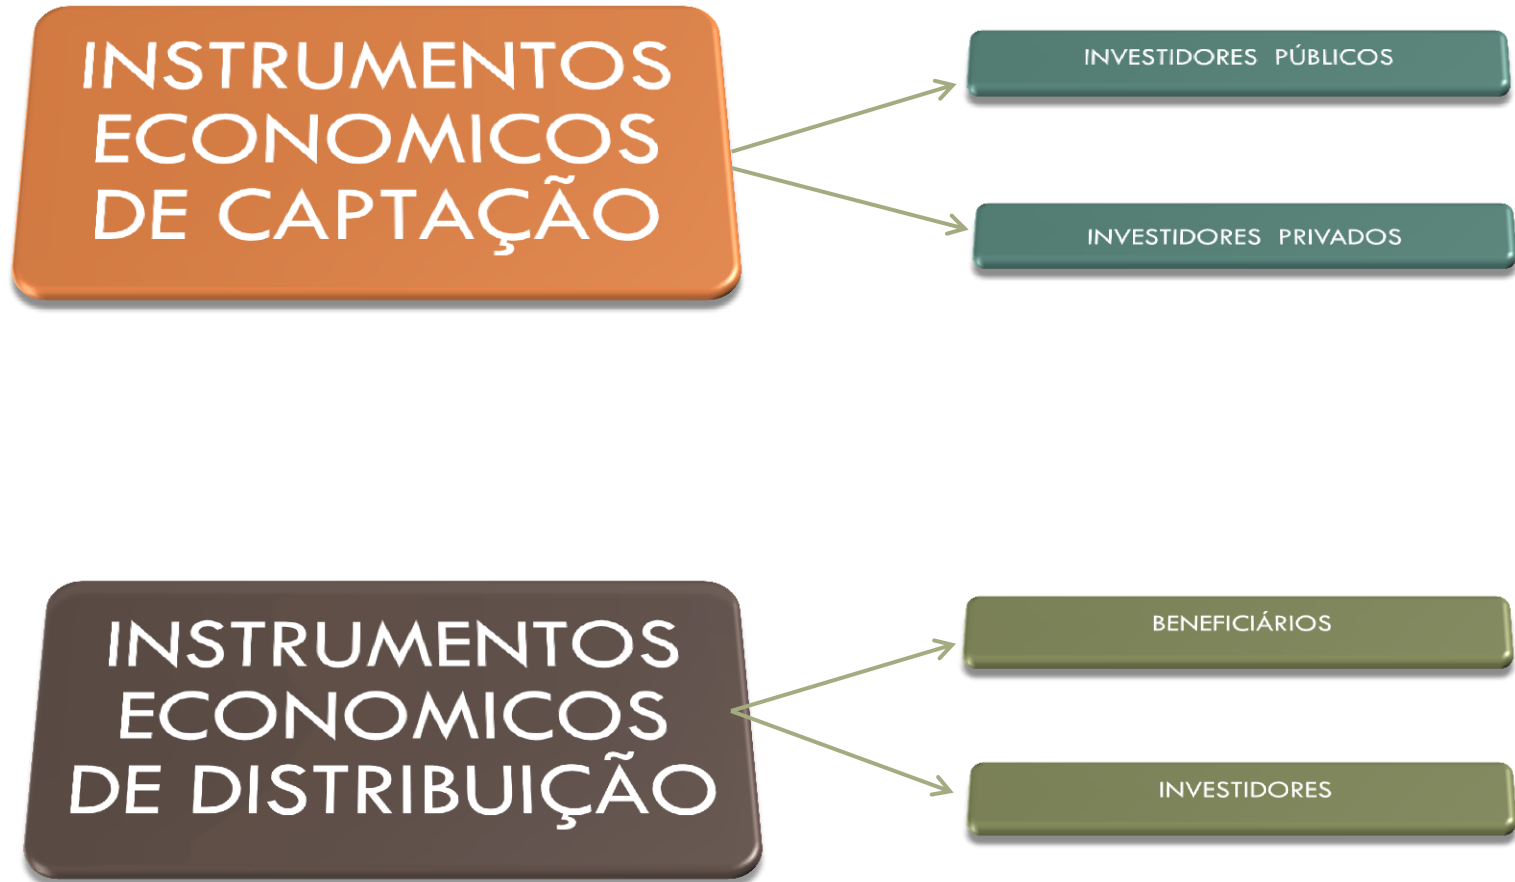 INSTRUMENTOS
ECONOMICOS
DE CAPTAÇÃO
INVESTIDORES PÚBLICOS
INVESTIDORES PRIVADOS
INSTRUMENTOS
ECONOMICOS
DE DISTRIBUIÇÃO
BENEFICIÁRIOS
INVESTIDORES